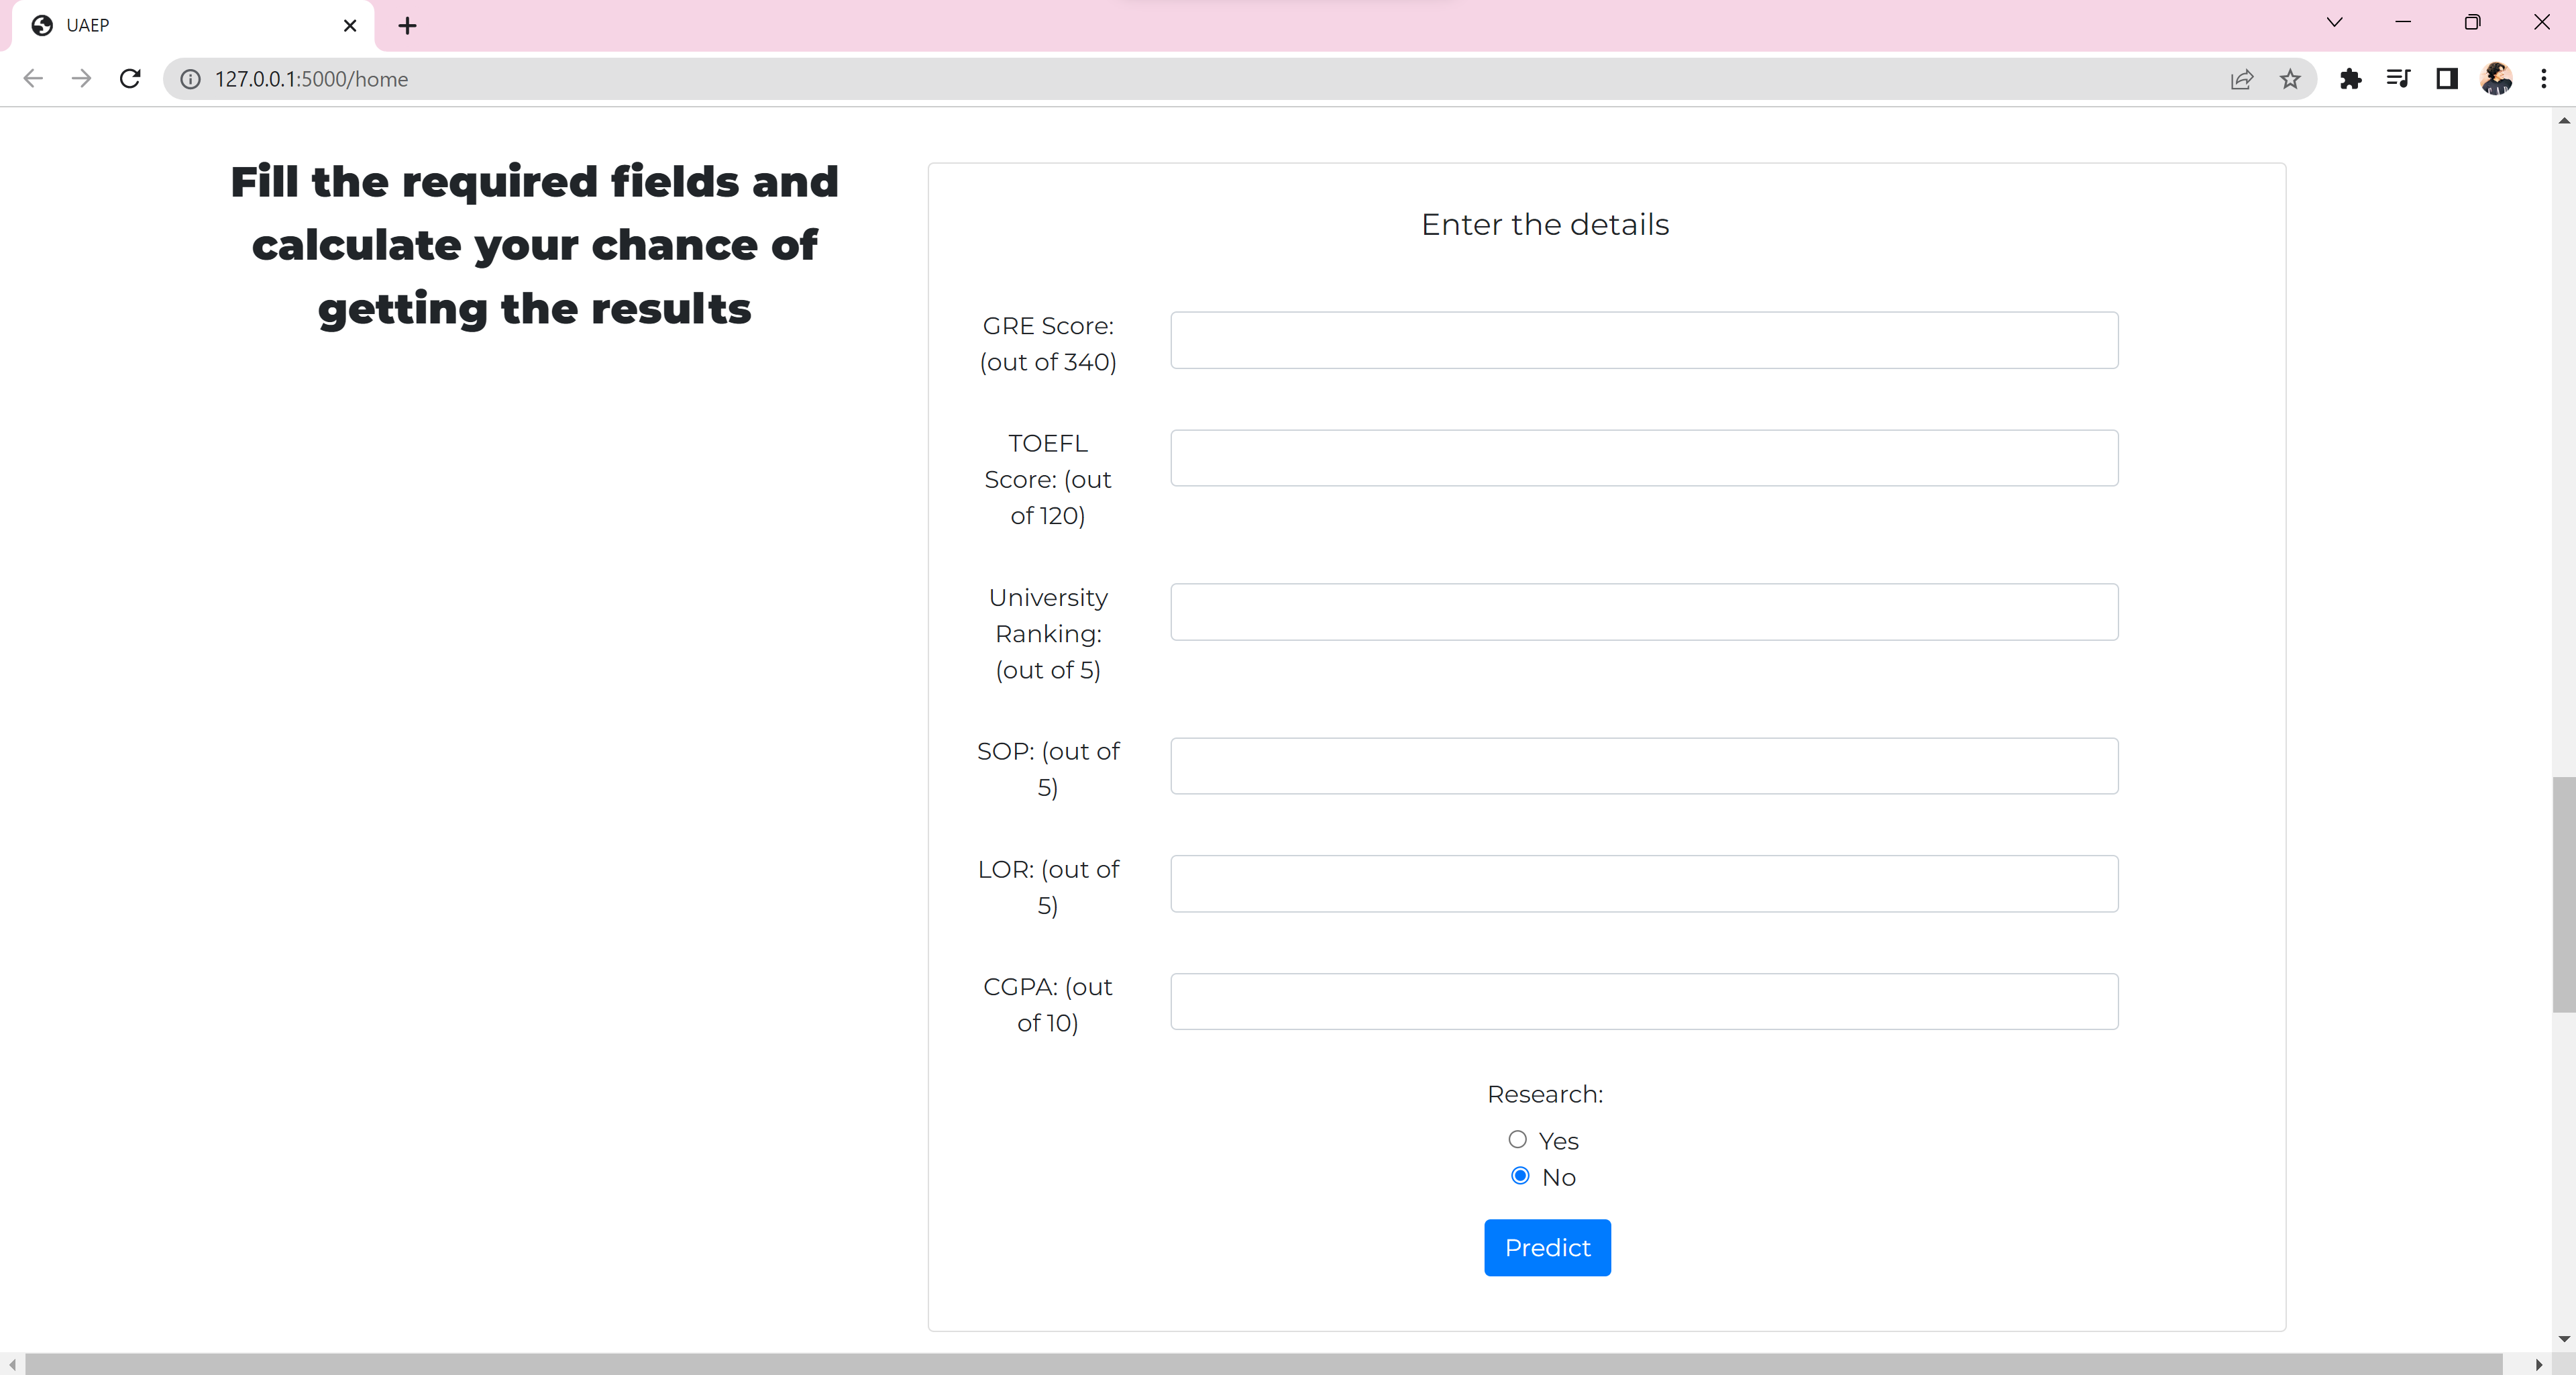 UAEP
127.0.0.1:5000/home
Fill the required fields and
calculate your chance of
getting the results
Enter the details
GRE Score:
(out of 340)
TOEFL
Score: (out
of 120)
University
Ranking:
(out of 5)
SOP: (out of
5)
LOR: (out of
5)
CGPA: (out
of 10)
Research:
Yes
No
Predict